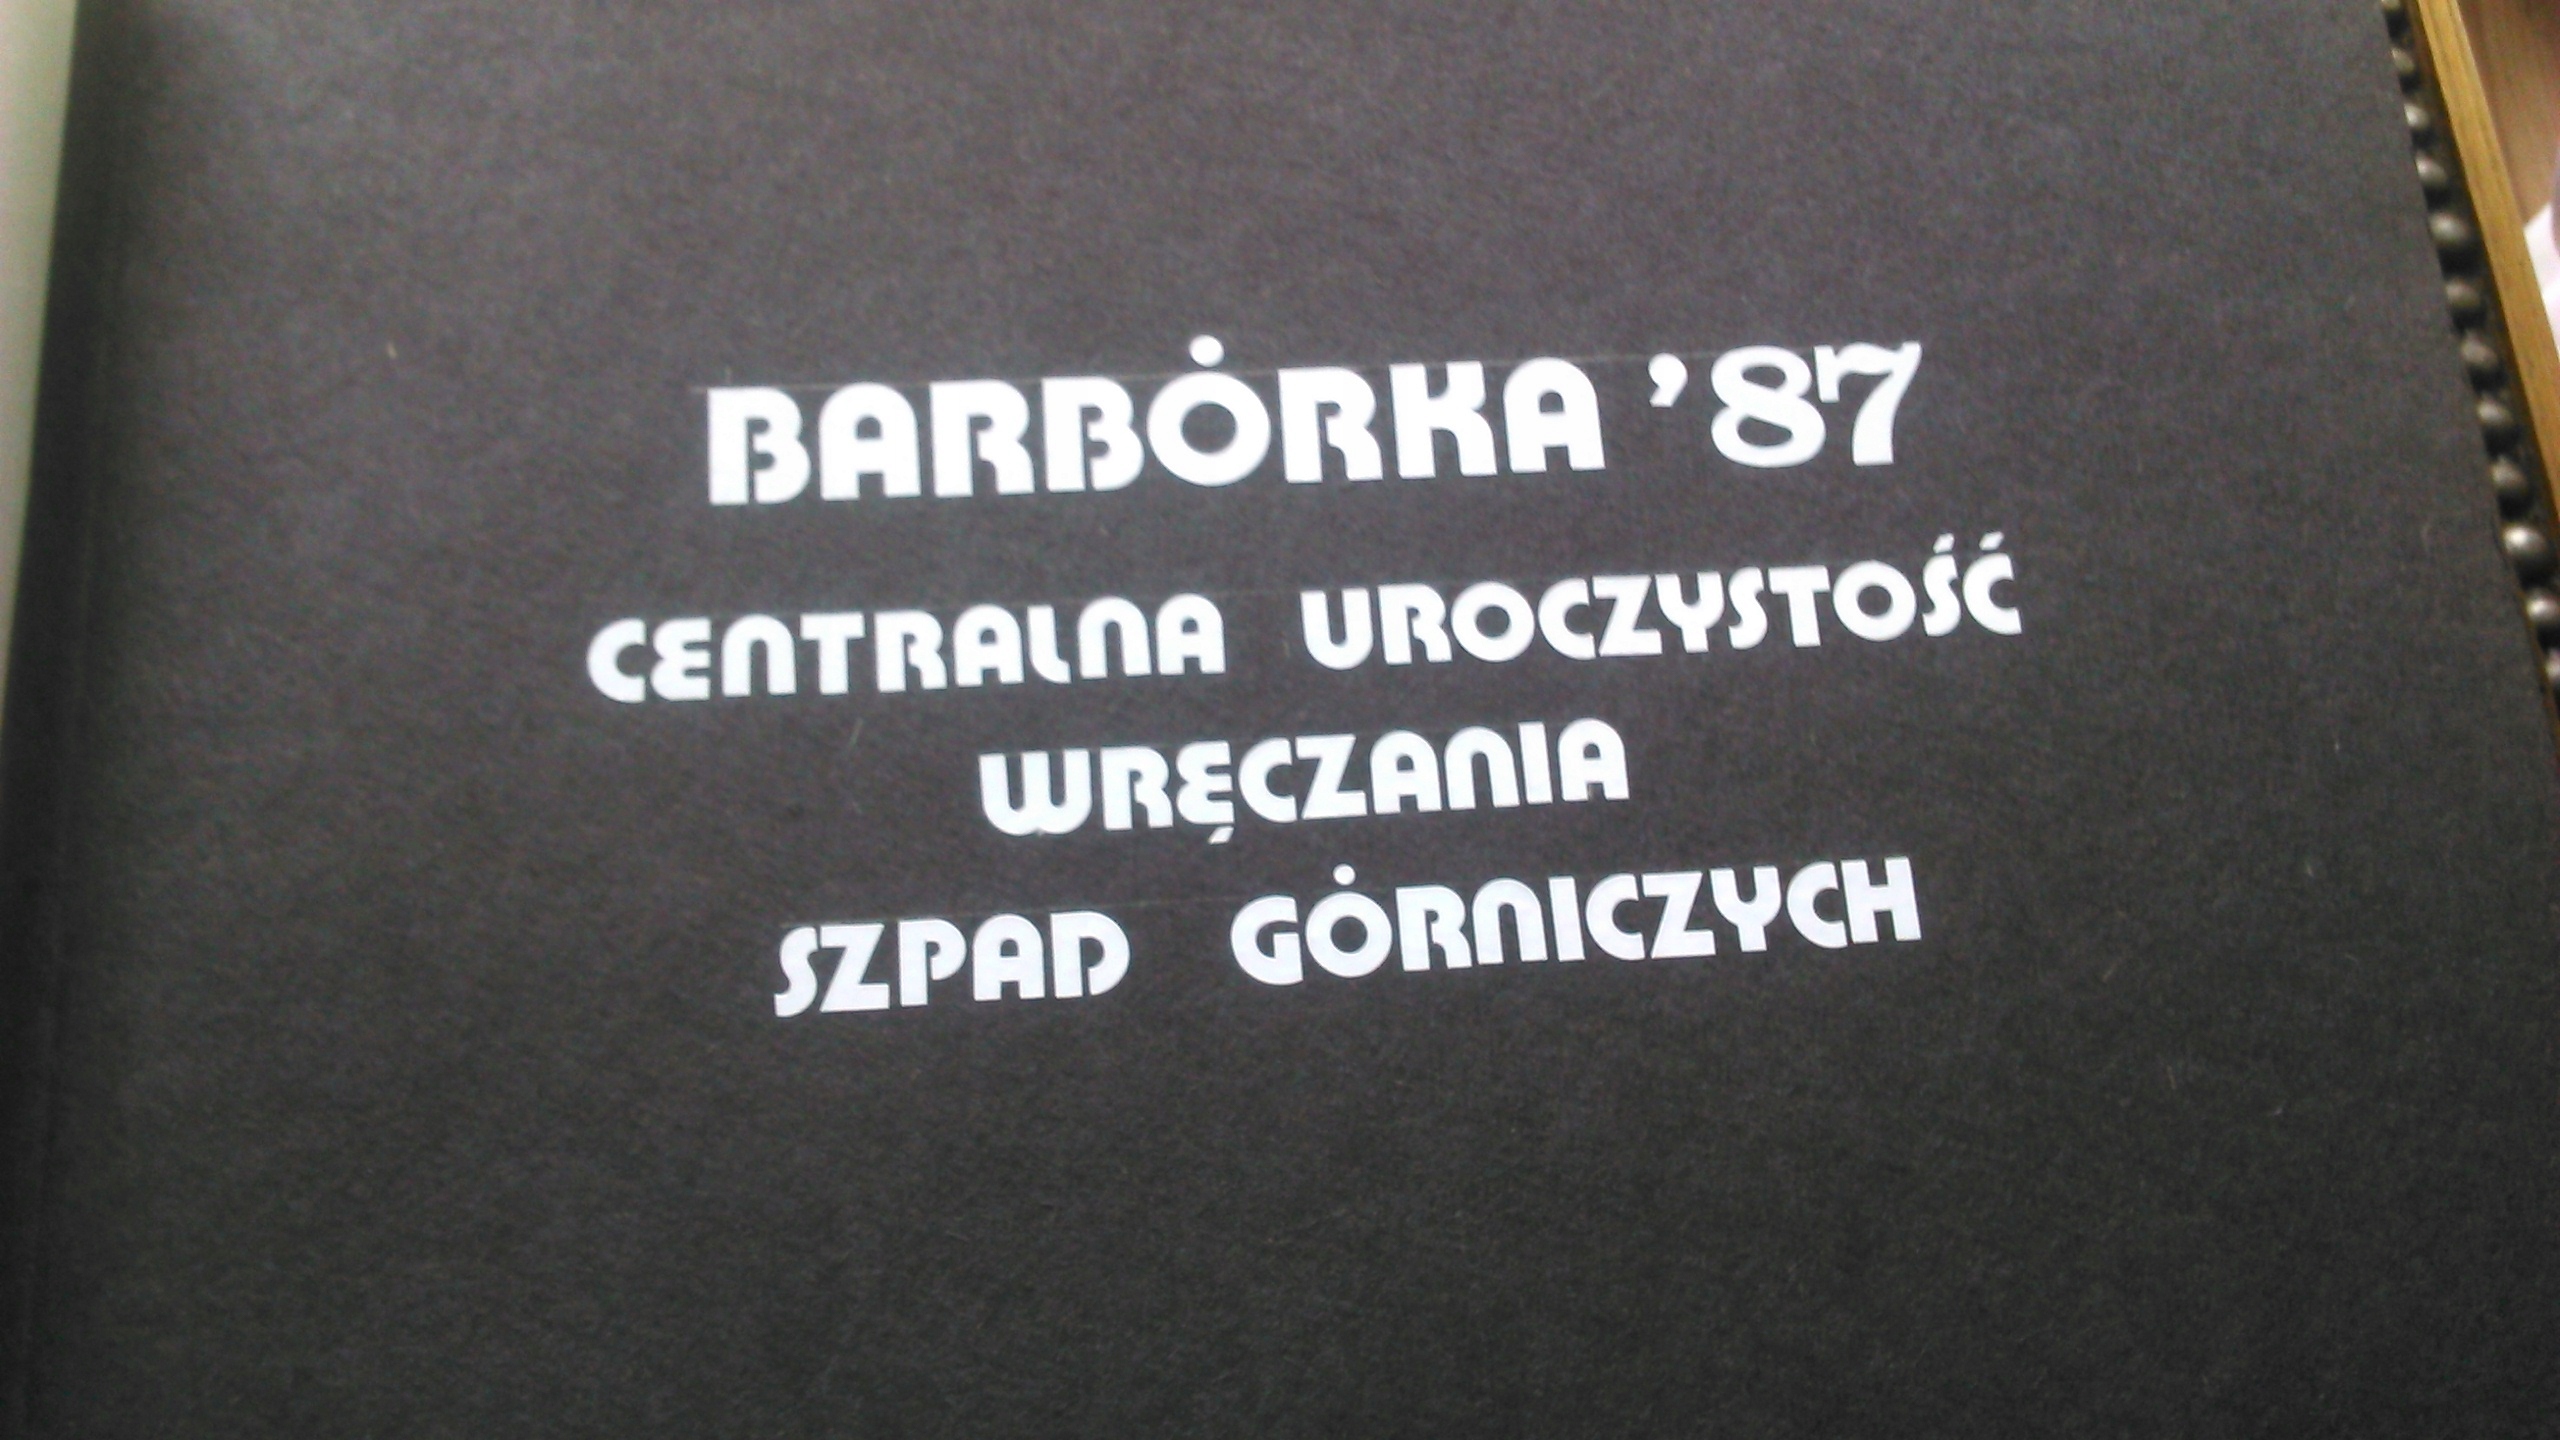 BARBÓRKA '87
CENTRALNA UROCZYSTOŚĆ
WRĘCZANIA
SZPAD GÓRNICZYCH